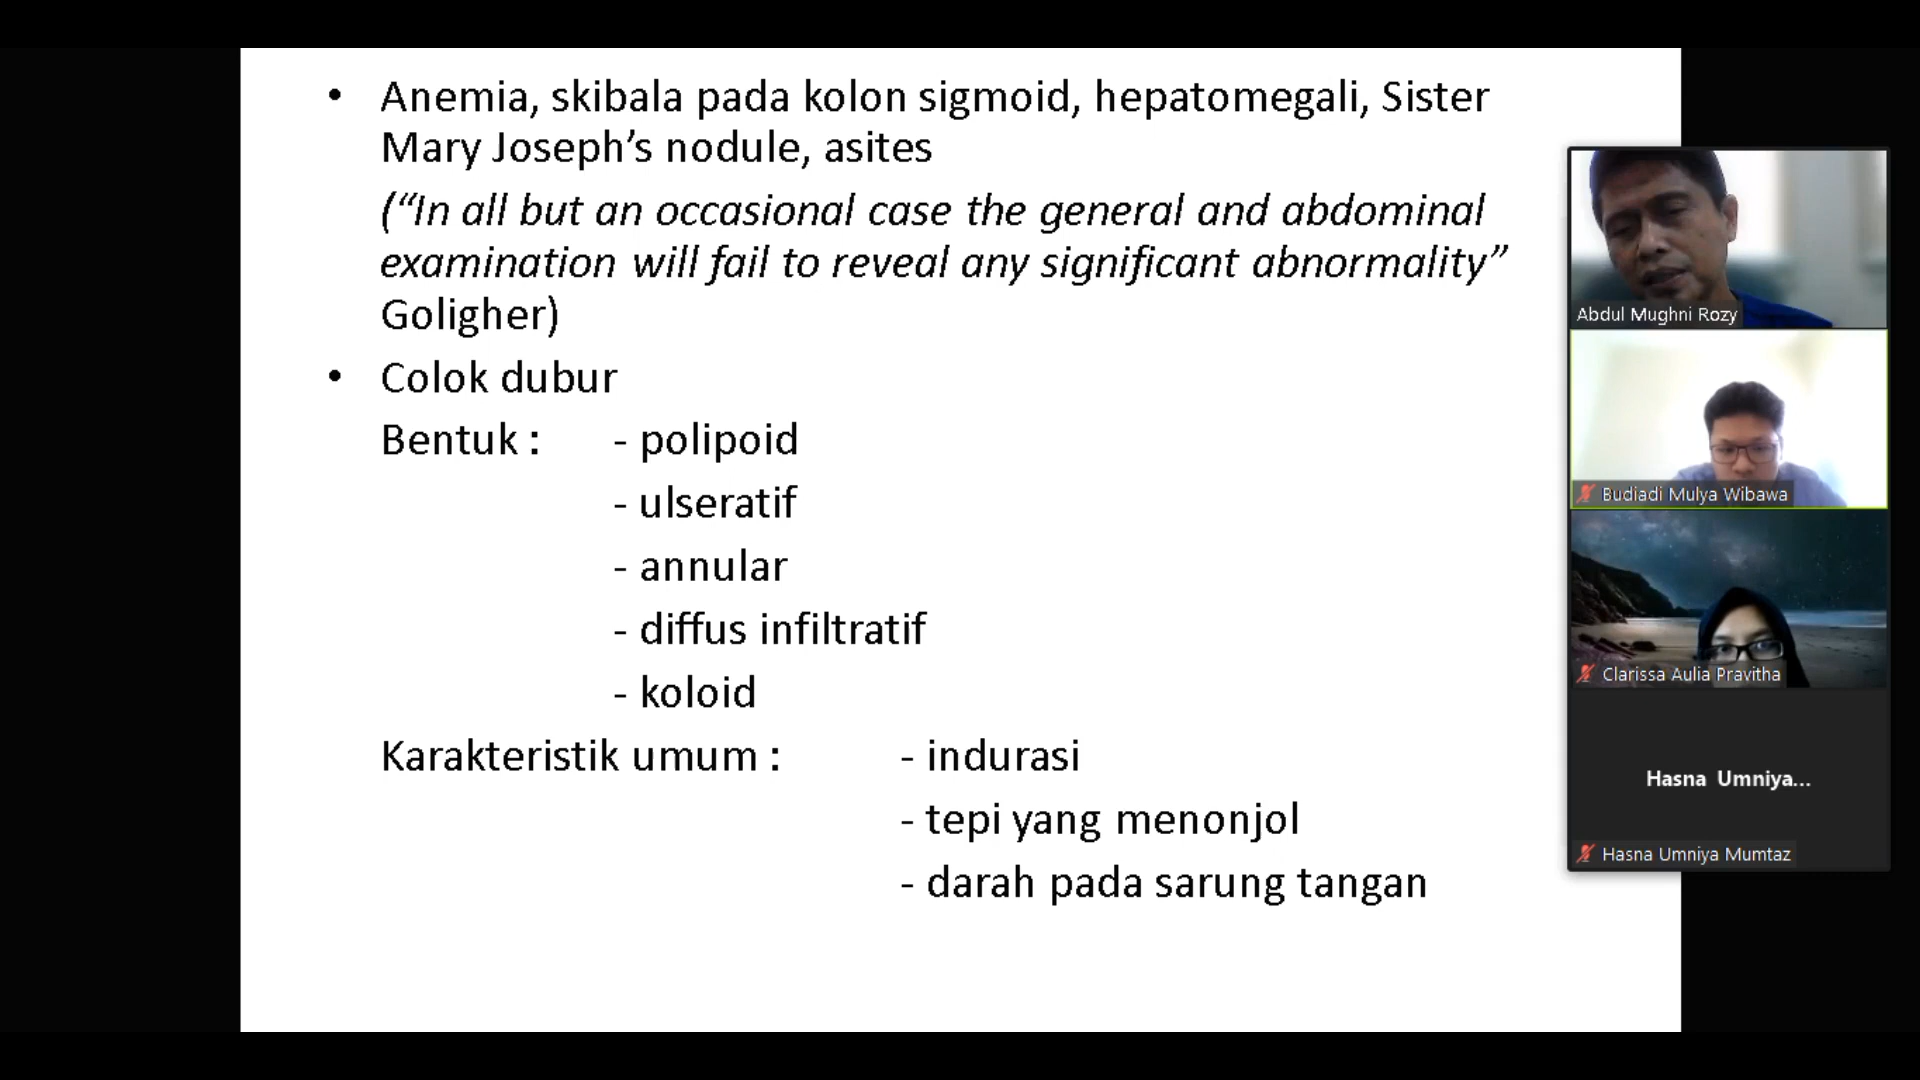 • Anemia, skibala pada kolon sigmoid, hepatomegali, Sister
Mary Joseph’s nodule, asites
(“In all but an occasional case the general and abdominal
examination will fail to reveal any significant abnormality”
Goligher)
• Colok dubur
Bentuk : - polipoid
- ulseratif
- annular
- diffus infiltratif
- koloid
Karakteristik umum : - indurasi
- tepi yang menonjol
- darah pada sarung tangan
Abdul Mughni Rozy
Budiadi Mulya Wibawa
Clarissa Aulia Pravitha
Hasna Umniya...
Hasna Umniya Mumtaz